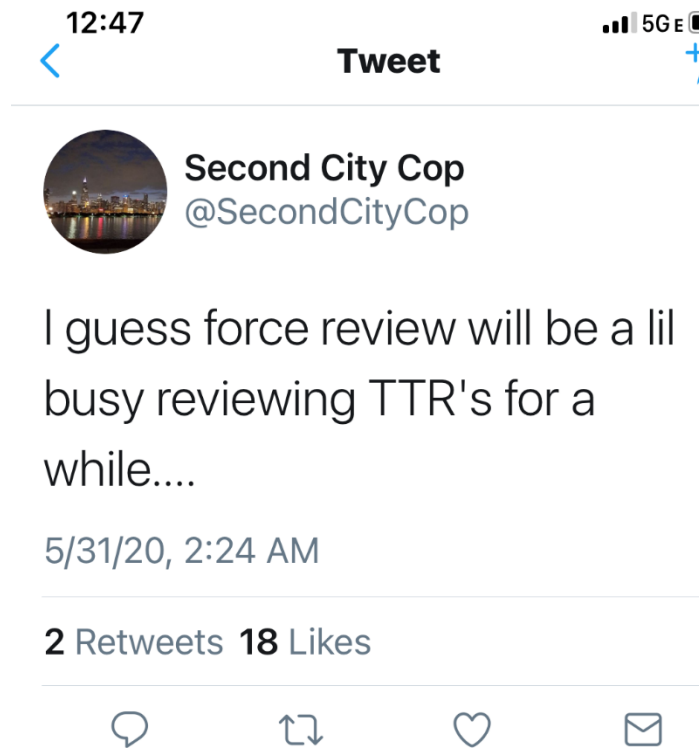 12:47
5G E
Tweet
Second City Cop
@SecondCityCop
I guess force review will be a lil
busy reviewing TTR's for a
while....
5/31/20, 2:24 AM
2 Retweets 18 Likes